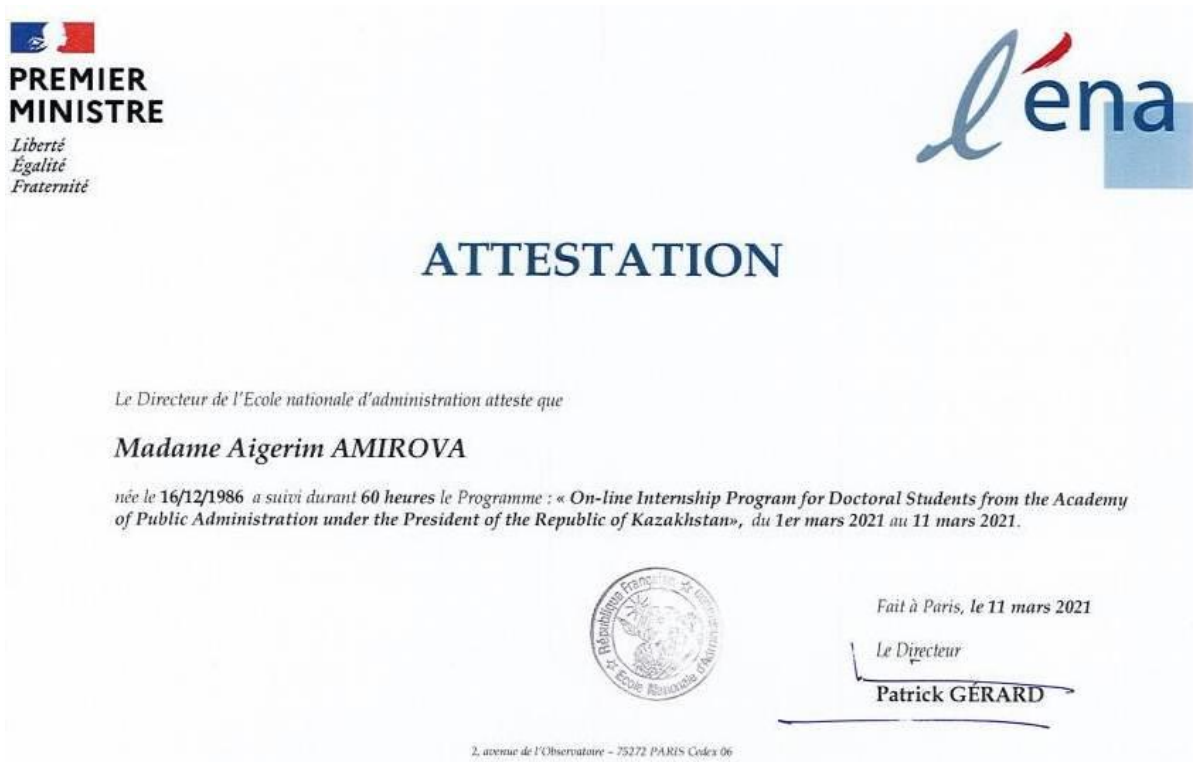 PREMIER
MINISTRE
Liberté
Égalité
Fraternité
l'éna
ATTESTATION
Le Directeur de l'Ecole nationale d'administration atteste que
Madame Aigerim AMIROVA
née le 16/12/1986 a suivi durant 60 heures le Programme : « On-line Internship Program for Doctoral Students from the Academy
of Public Administration under the President of the Republic of Kazakhstan», du 1er mars 2021 au 11 mars 2021.
République Française
Ecole Nationale d'Administration
Fait à Paris, le 11 mars 2021
Le Directeur
Patrick GÉRARD
2, avenue de l'Observatoire – 75272 PARIS Cedex 06